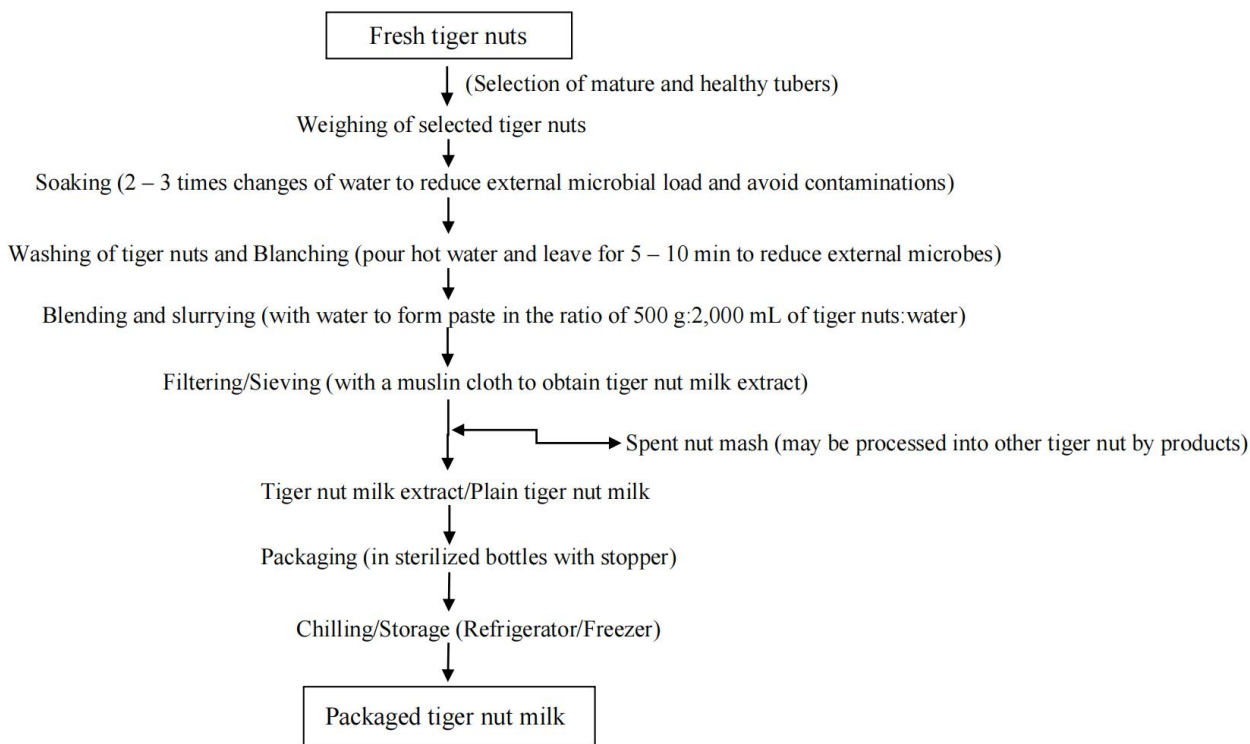 Fresh tiger nuts
(Selection of mature and healthy tubers)
Weighing of selected tiger nuts
Soaking (2 – 3 times changes of water to reduce external microbial load and avoid contaminations)
Washing of tiger nuts and Blanching (pour hot water and leave for 5 – 10 min to reduce external microbes)
Blending and slurrying (with water to form paste in the ratio of 500 g:2,000 mL of tiger nuts:water)
Filtering/Sieving (with a muslin cloth to obtain tiger nut milk extract)
Spent nut mash (may be processed into other tiger nut by products)
Tiger nut milk extract/Plain tiger nut milk
Packaging (in sterilized bottles with stopper)
Chilling/Storage (Refrigerator/Freezer)
Packaged tiger nut milk